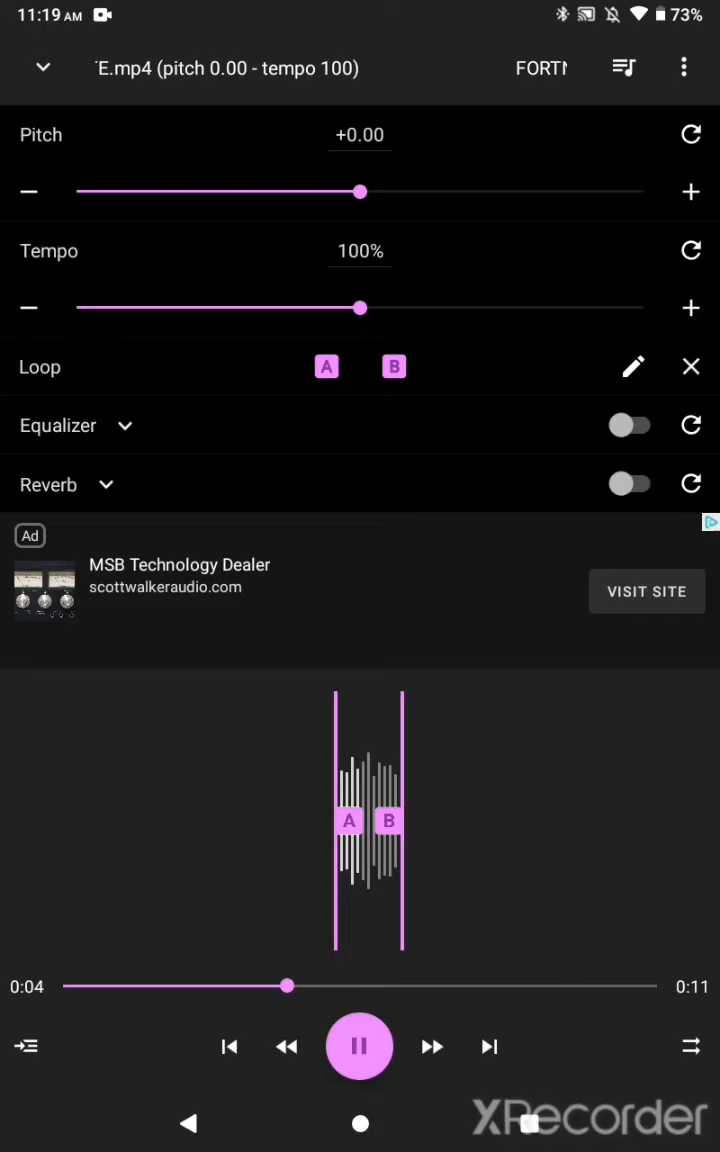 11:19 AM 73%
E.mp4 (pitch 0.00 - tempo 100) FORTN
Pitch +0.00
Tempo 100%
Loop A B
Equalizer
Reverb
Ad
MSB Technology Dealer
scottwalkeraudio.com
VISIT SITE
A B
0:04 0:11
XRecorder